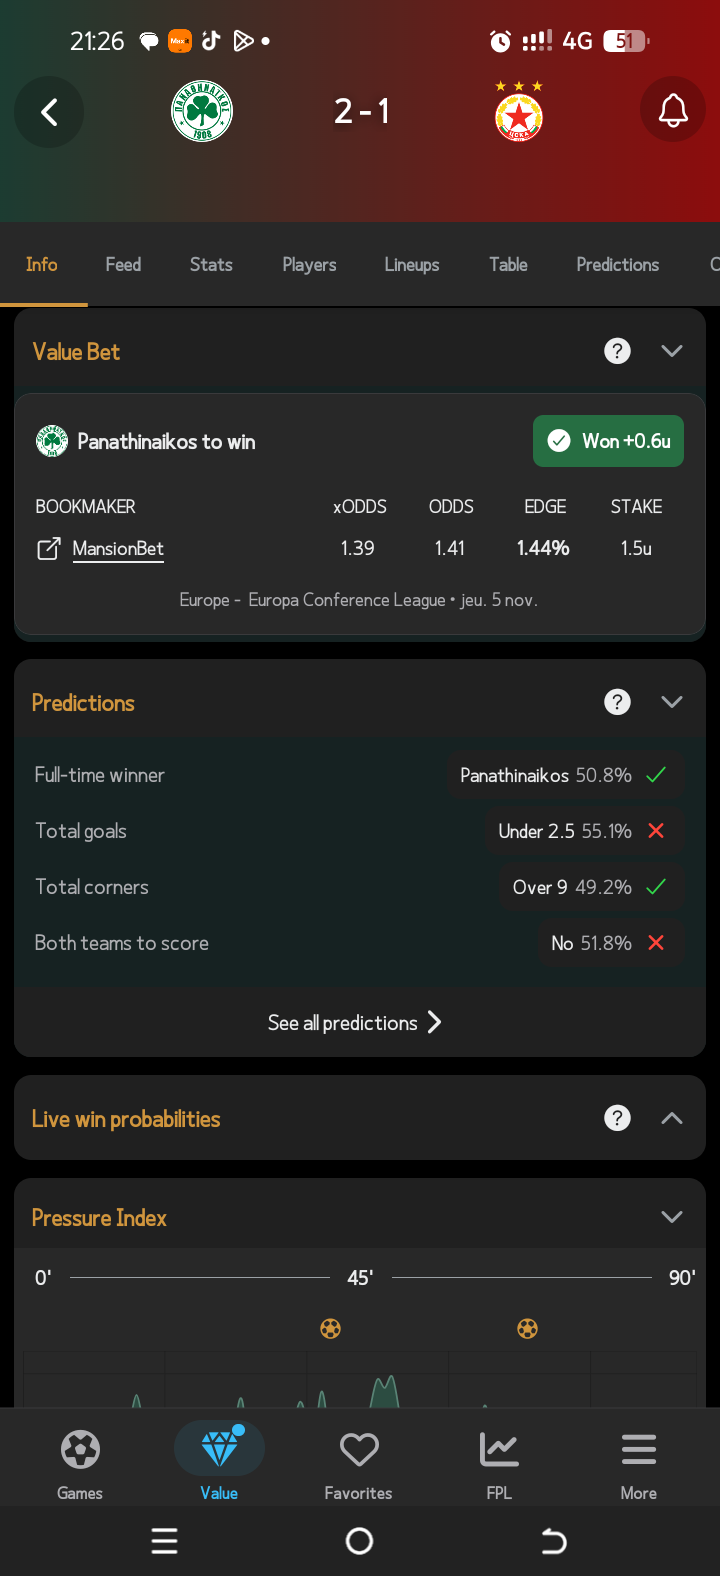 21:26 4G 51
ΠΑΝΑΘΗΝΑΪΚΟΣ 1908 2 - 1 ЦСКА
Info Feed Stats Players Lineups Table Predictions
Value Bet ?
Panathinaikos to win Won +0.6u
BOOKMAKER xODDS ODDS EDGE STAKE
MansionBet 1.39 1.41 1.44% 1.5u
Europe - Europa Conference League • jeu. 5 nov.
Predictions ?
Full-time winner Panathinaikos 50.8%
Total goals Under 2.5 55.1%
Total corners Over 9 49.2%
Both teams to score No 51.8%
See all predictions
Live win probabilities ?
Pressure Index
0' 45' 90'
Games Value Favorites FPL More